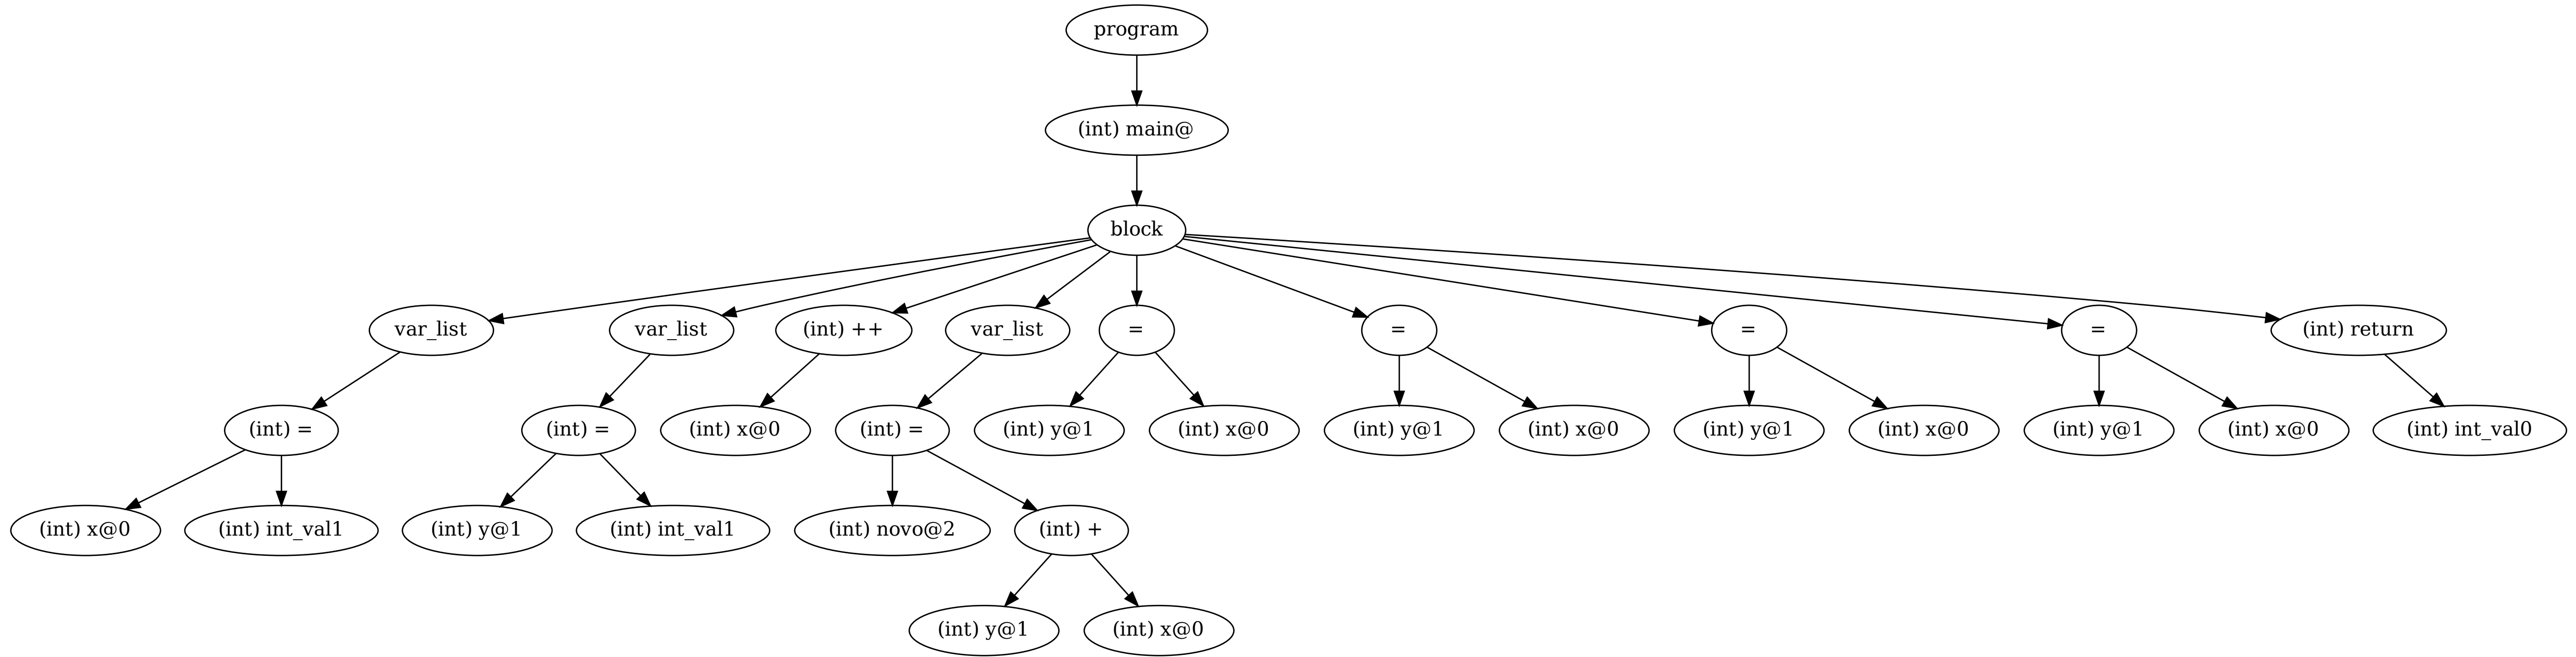 program
(int) main@
block
var_list
var_list
(int) ++
var_list
=
=
=
=
(int) return
(int) =
(int) =
(int) x@0
(int) =
(int) y@1
(int) x@0
(int) y@1
(int) x@0
(int) y@1
(int) x@0
(int) y@1
(int) x@0
(int) int_val0
(int) x@0
(int) int_val1
(int) y@1
(int) int_val1
(int) novo@2
(int) +
(int) y@1
(int) x@0